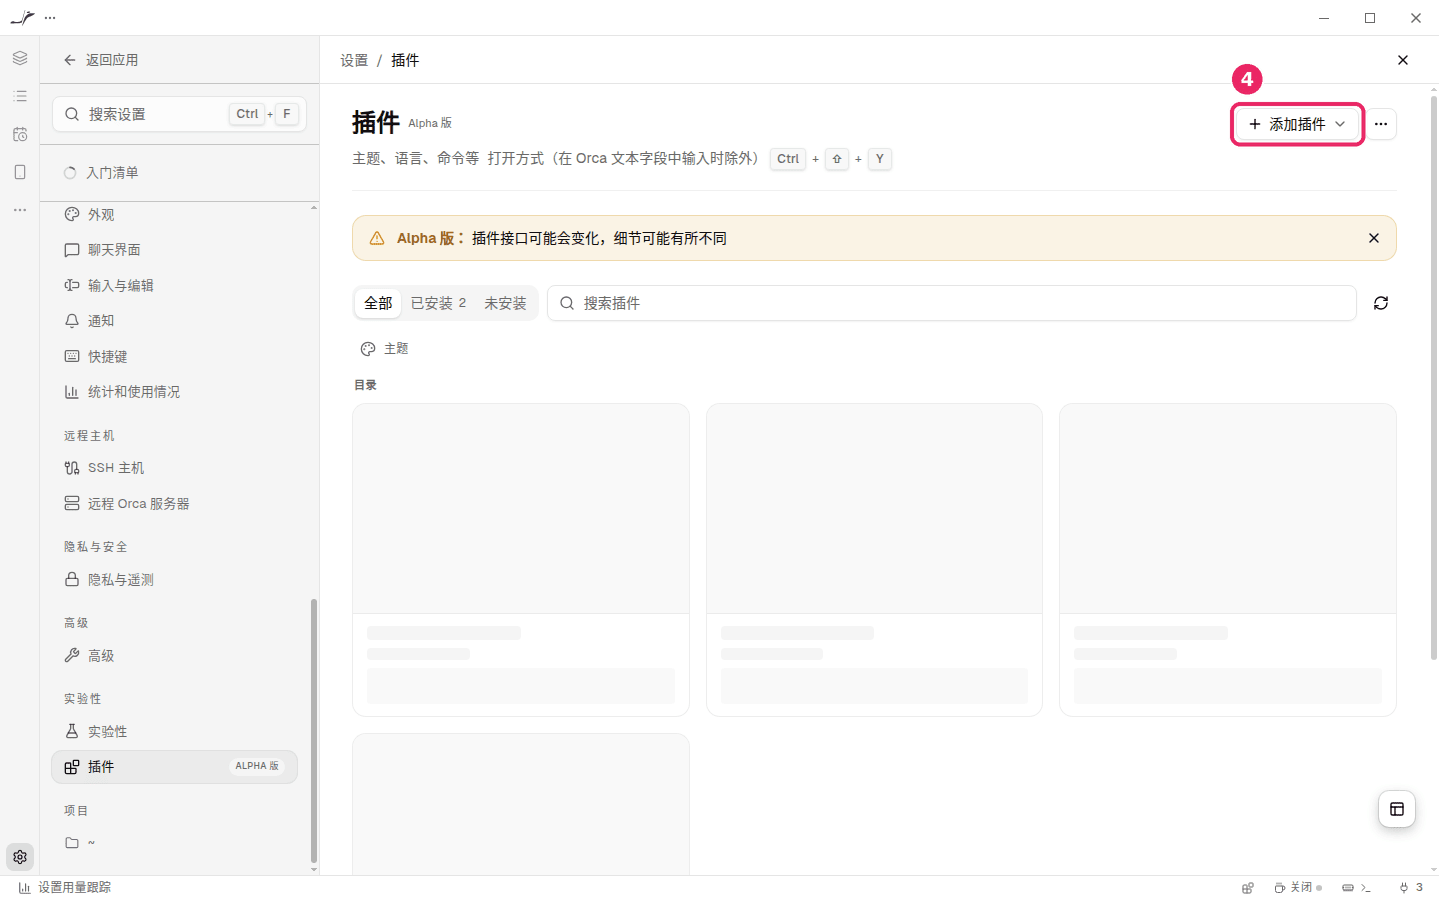 返回应用
设置 / 插件
4
搜索设置 Ctrl + F
插件 Alpha 版
添加插件
主题、语言、命令等 打开方式（在 Orca 文本字段中输入时除外） Ctrl + ⇧ + Y
入门清单
外观
聊天界面
输入与编辑
通知
快捷键
统计和使用情况
远程主机
SSH 主机
远程 Orca 服务器
隐私与安全
隐私与遥测
高级
高级
实验性
实验性
插件 ALPHA 版
项目
~
Alpha 版： 插件接口可能会变化，细节可能有所不同
全部 已安装 2 未安装 搜索插件
主题
目录
设置用量跟踪
关闭
3